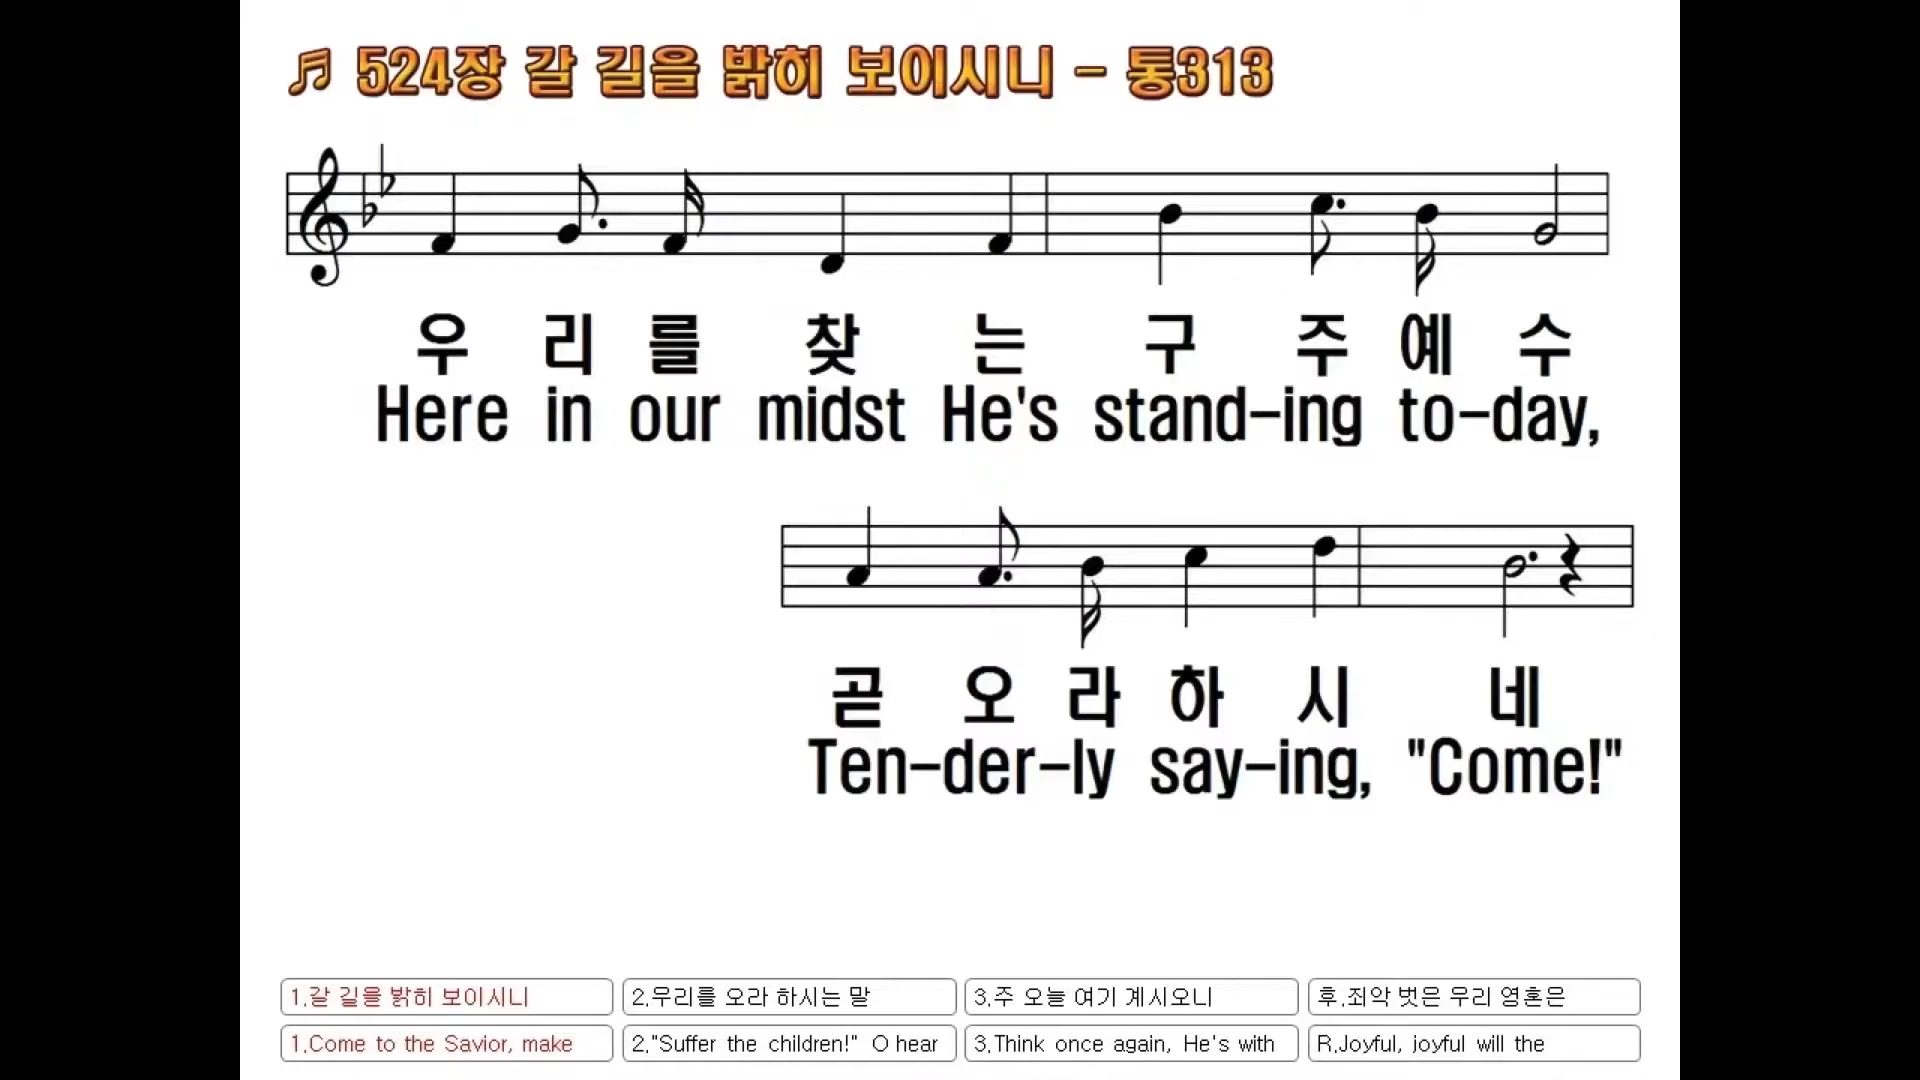 ♬ 524장 갈 길을 밝히 보이시니 - 통313
우 리 를 찾 는 구 주 예 수
Here in our midst He's stand-ing to-day,
곧 오 라 하 시 네
Ten-der-ly say-ing, "Come!"
1.갈 길을 밝히 보이시니
2.우리를 오라 하시는 말
3.주 오늘 여기 계시오니
후.죄악 벗은 우리 영혼은
1.Come to the Savior, make
2."Suffer the children!" O hear
3.Think once again, He's with
R.Joyful, joyful will the